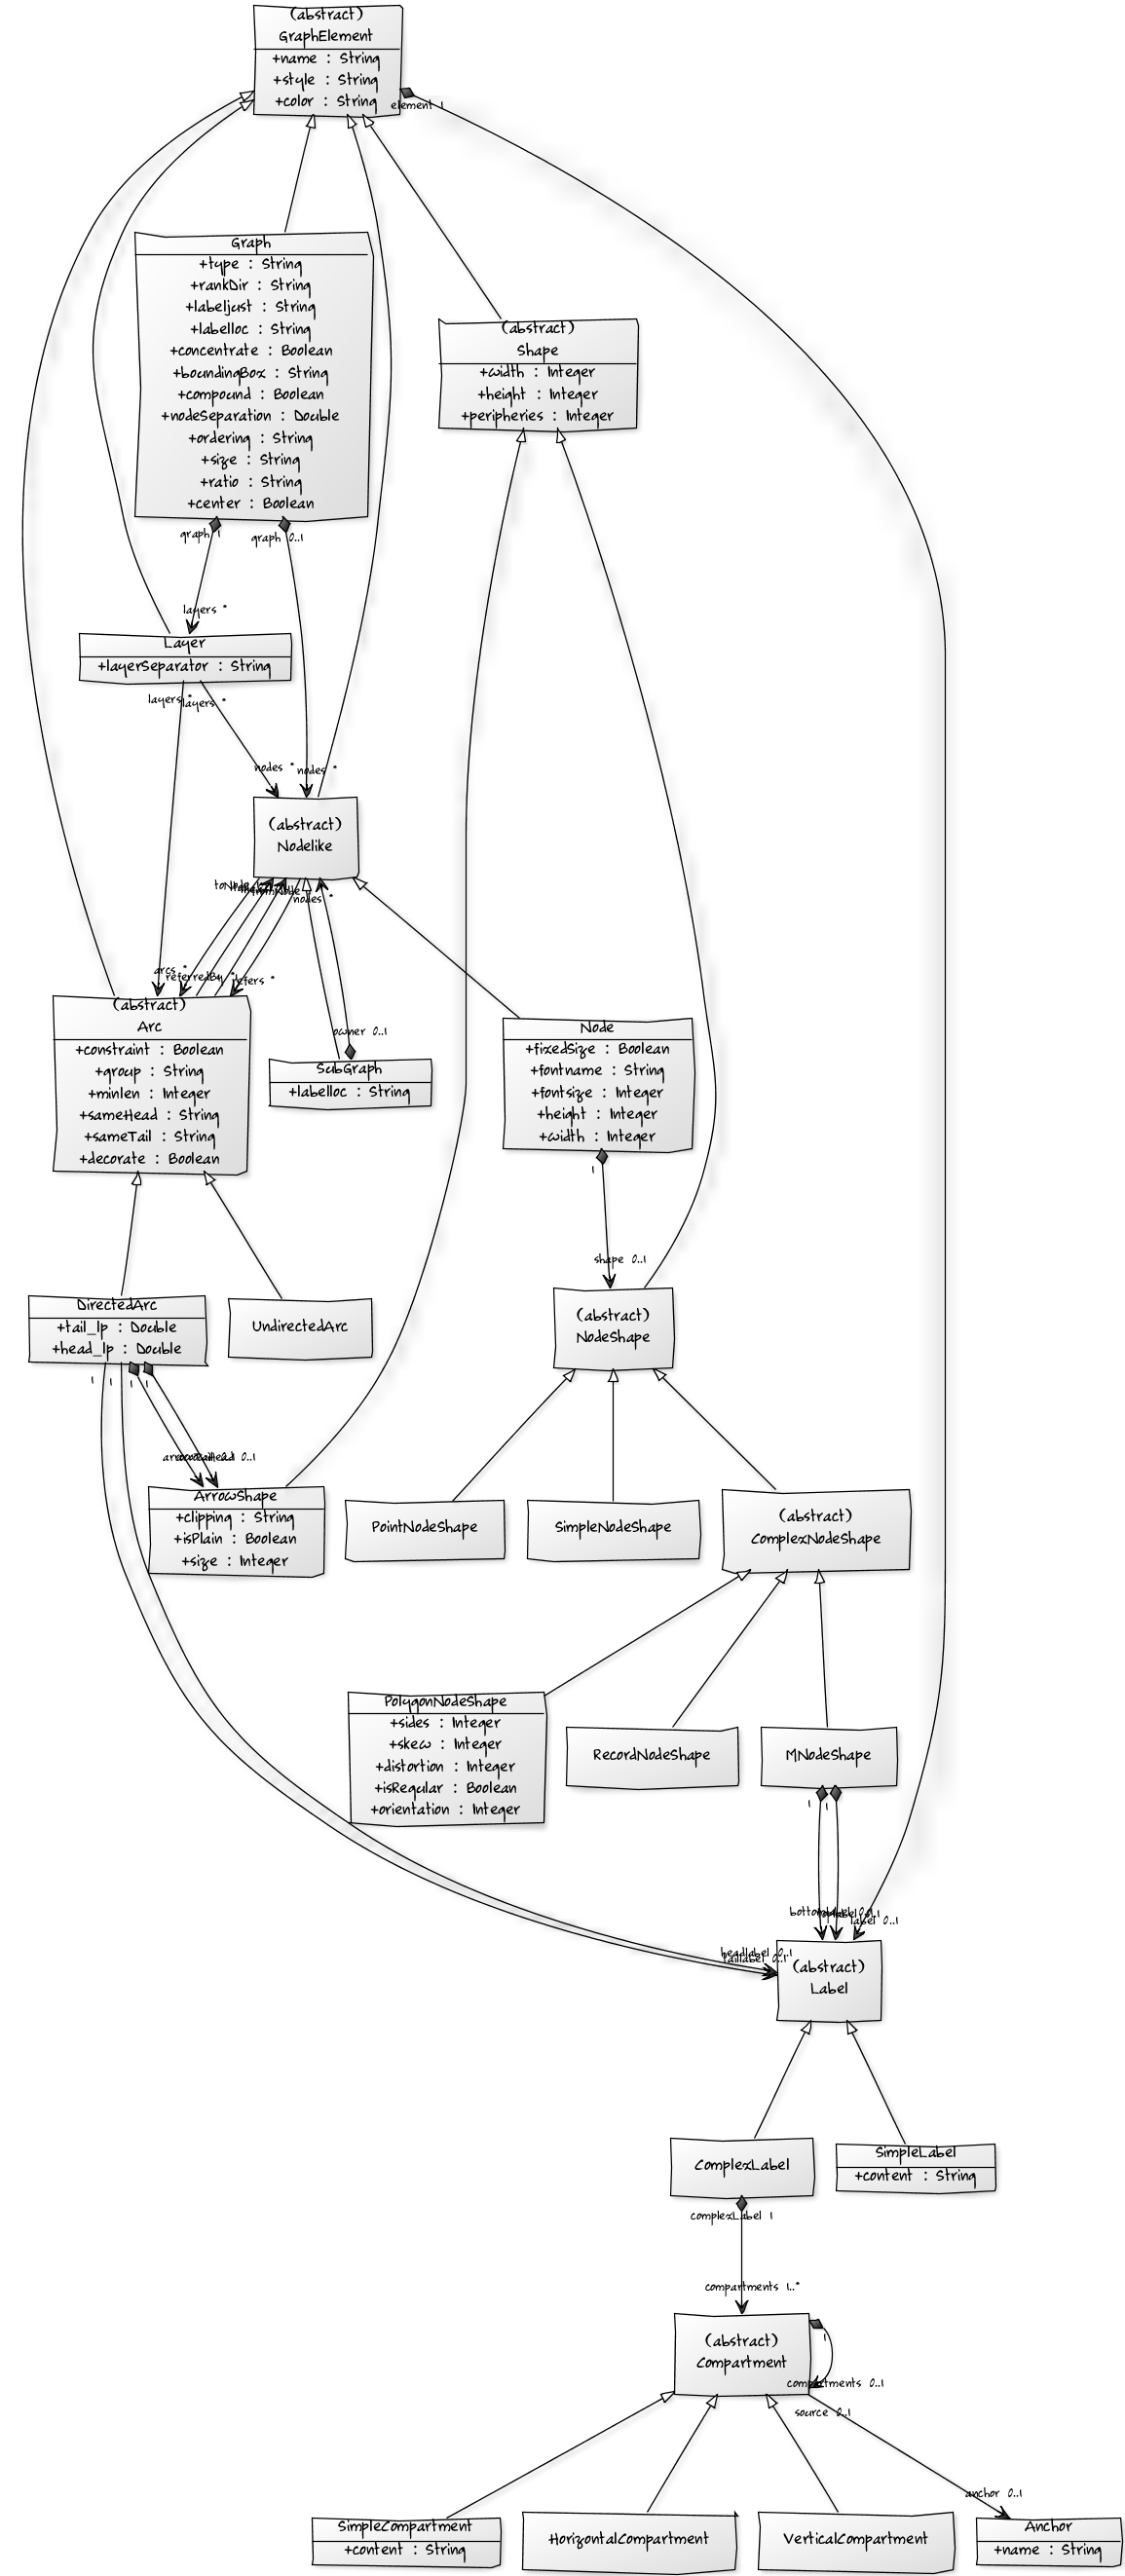 (abstract)
GraphElement
+name : String
+style : String
+color : String
element 1
Graph
+type : String
+rankDir : String
+labeljust : String
+labelloc : String
+concentrate : Boolean
+boundingBox : String
+compound : Boolean
+nodeSeparation : Double
+ordering : String
+size : String
+ratio : String
+center : Boolean
(abstract)
Shape
+width : Integer
+height : Integer
+peripheries : Integer
graph 1
graph 0..1
layers *
Layer
+layerSeparator : String
layers *
layers *
nodes *
nodes *
(abstract)
Nodelike
nodes *
arcs *
referredBy *
refers *
(abstract)
Arc
+constraint : Boolean
+group : String
+minlen : Integer
+sameHead : String
+sameTail : String
+decorate : Boolean
owner 0..1
SubGraph
+labelloc : String
Node
+fixedSize : Boolean
+fontname : String
+fontsize : Integer
+height : Integer
+width : Integer
1
shape 0..1
DirectedArc
+tail_lp : Double
+head_lp : Double
UndirectedArc
(abstract)
NodeShape
1
1
1
1
0..1
ArrowShape
+clipping : String
+isPlain : Boolean
+size : Integer
PointNodeShape
SimpleNodeShape
(abstract)
ComplexNodeShape
PolygonNodeShape
+sides : Integer
+skew : Integer
+distortion : Integer
+isRegular : Boolean
+orientation : Integer
RecordNodeShape
MNodeShape
1
1
label 0..1
headlabel 0..1
taillabel 0..1
(abstract)
Label
ComplexLabel
SimpleLabel
+content : String
complexLabel 1
compartments 1..*
(abstract)
Compartment
1
compartments 0..1
source 0..1
anchor 0..1
SimpleCompartment
+content : String
HorizontalCompartment
VerticalCompartment
Anchor
+name : String